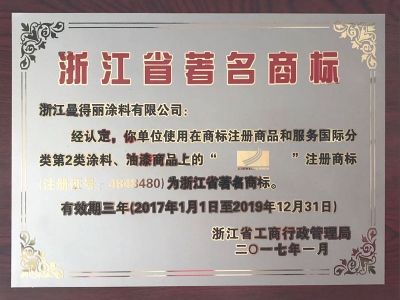 浙江省著名商标
浙江曼得丽涂料有限公司：
经认定，你单位使用在商标注册商品和服务国际分
类第2类涂料、油漆商品上的“ ”注册商标
(注册证号：4848480)为浙江省著名商标。
有效期三年(2017年1月1日至2019年12月31日)
浙江省工商行政管理局
二〇一七年一月